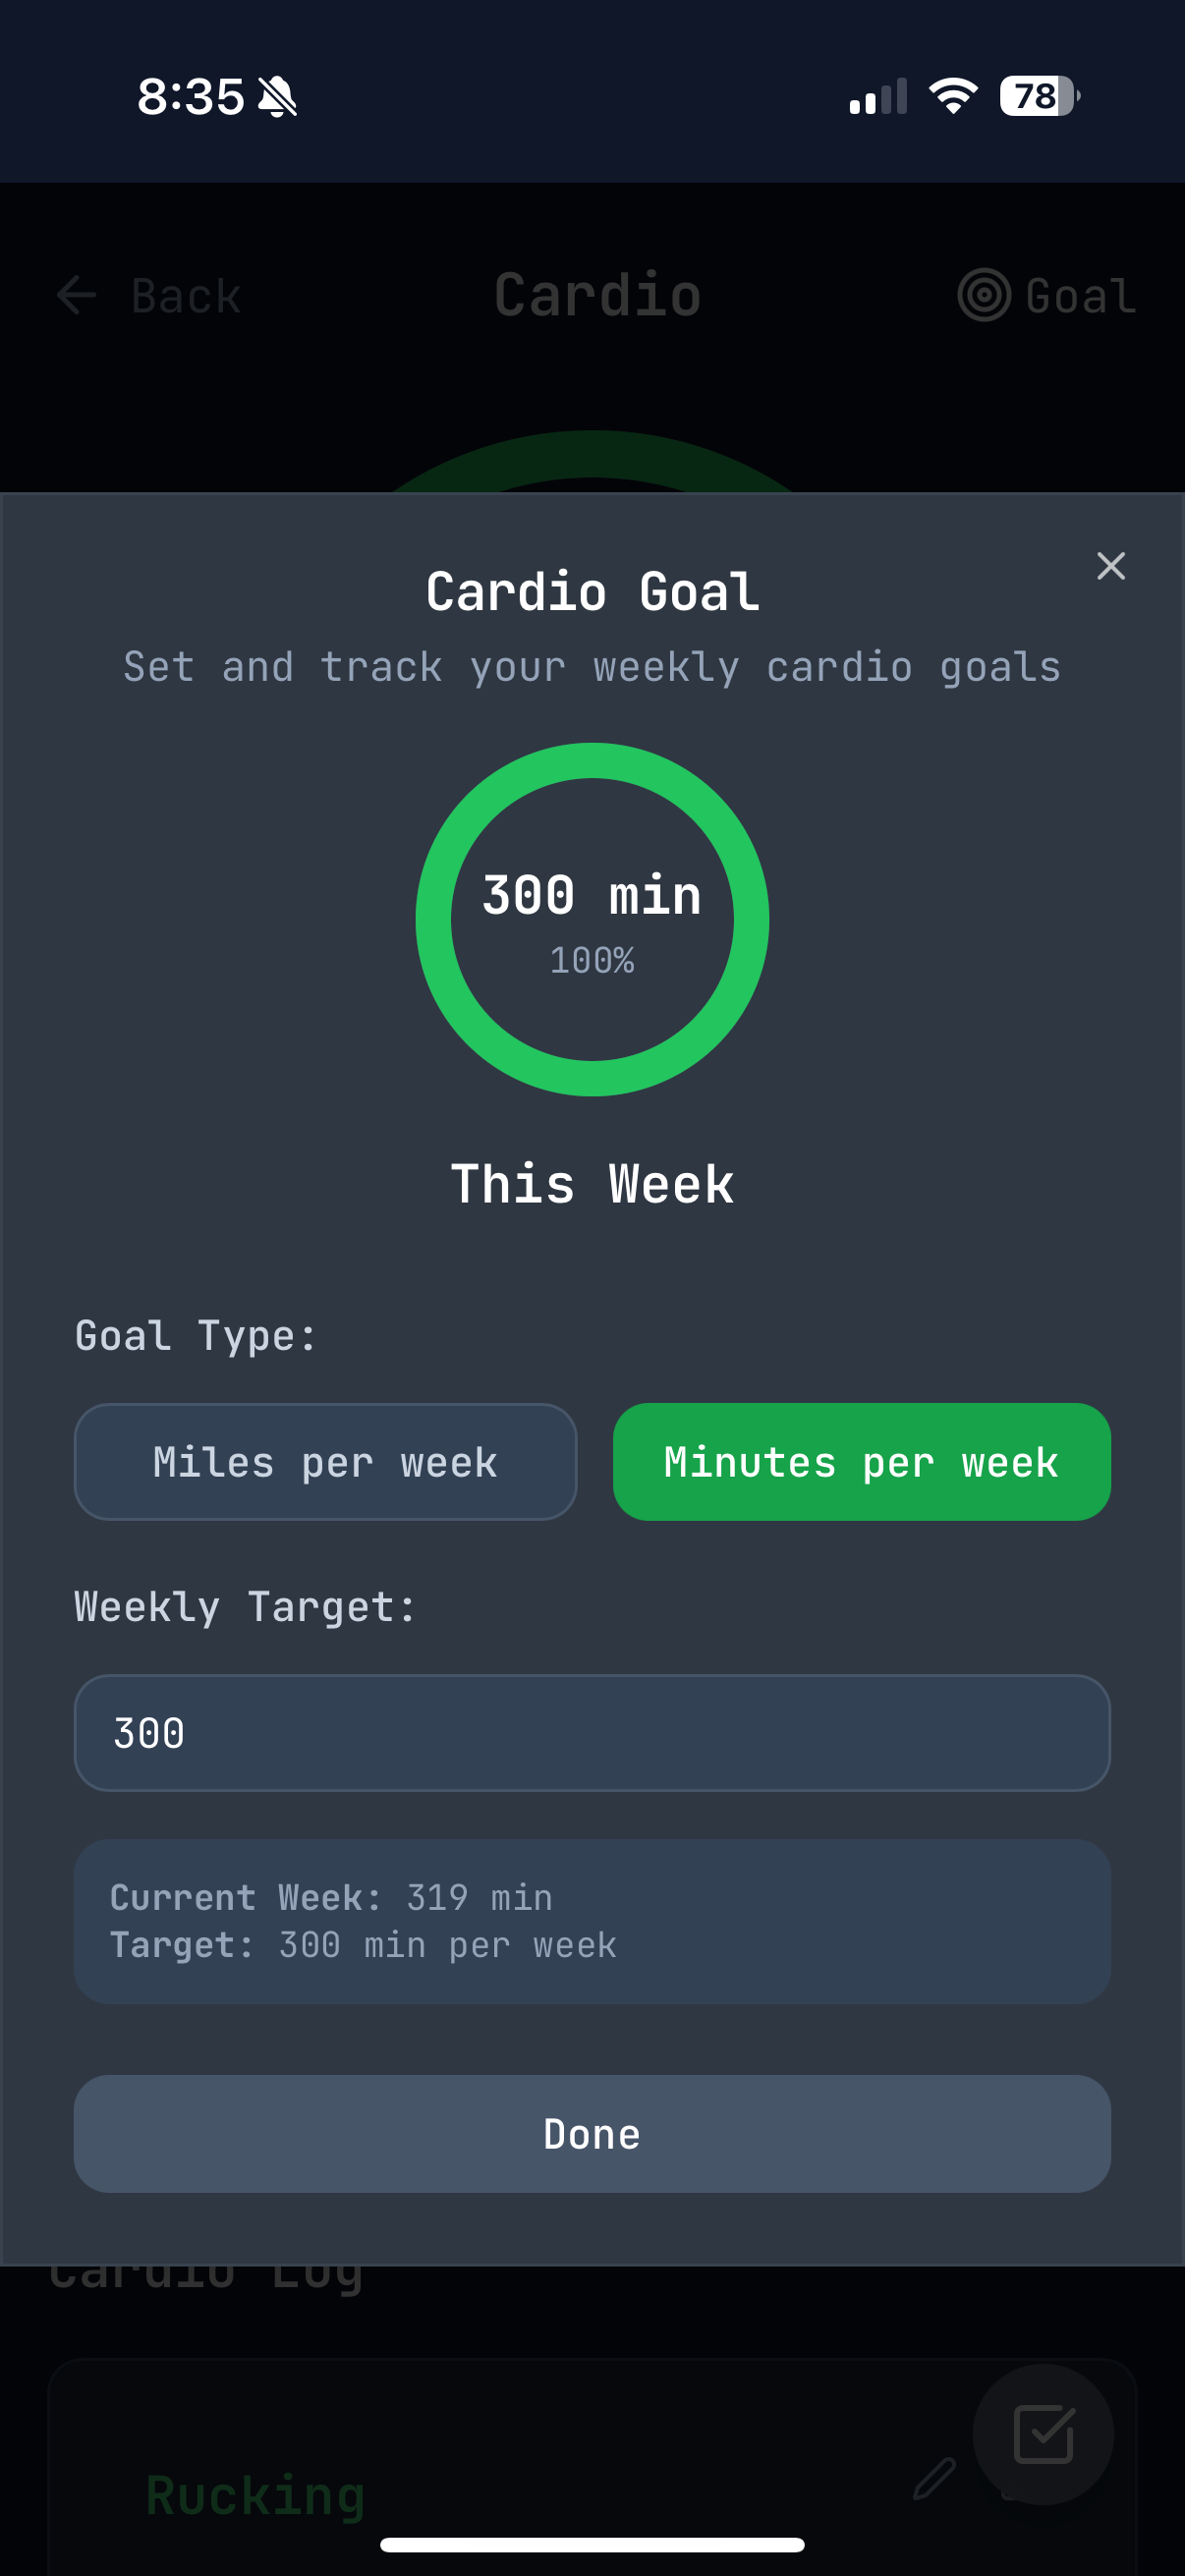 8:35
78
Back
Cardio
Goal
Cardio Goal
Set and track your weekly cardio goals
300 min
100%
This Week
Goal Type:
Miles per week
Minutes per week
Weekly Target:
300
Current Week: 319 min
Target: 300 min per week
Done
Cardio Log
Rucking